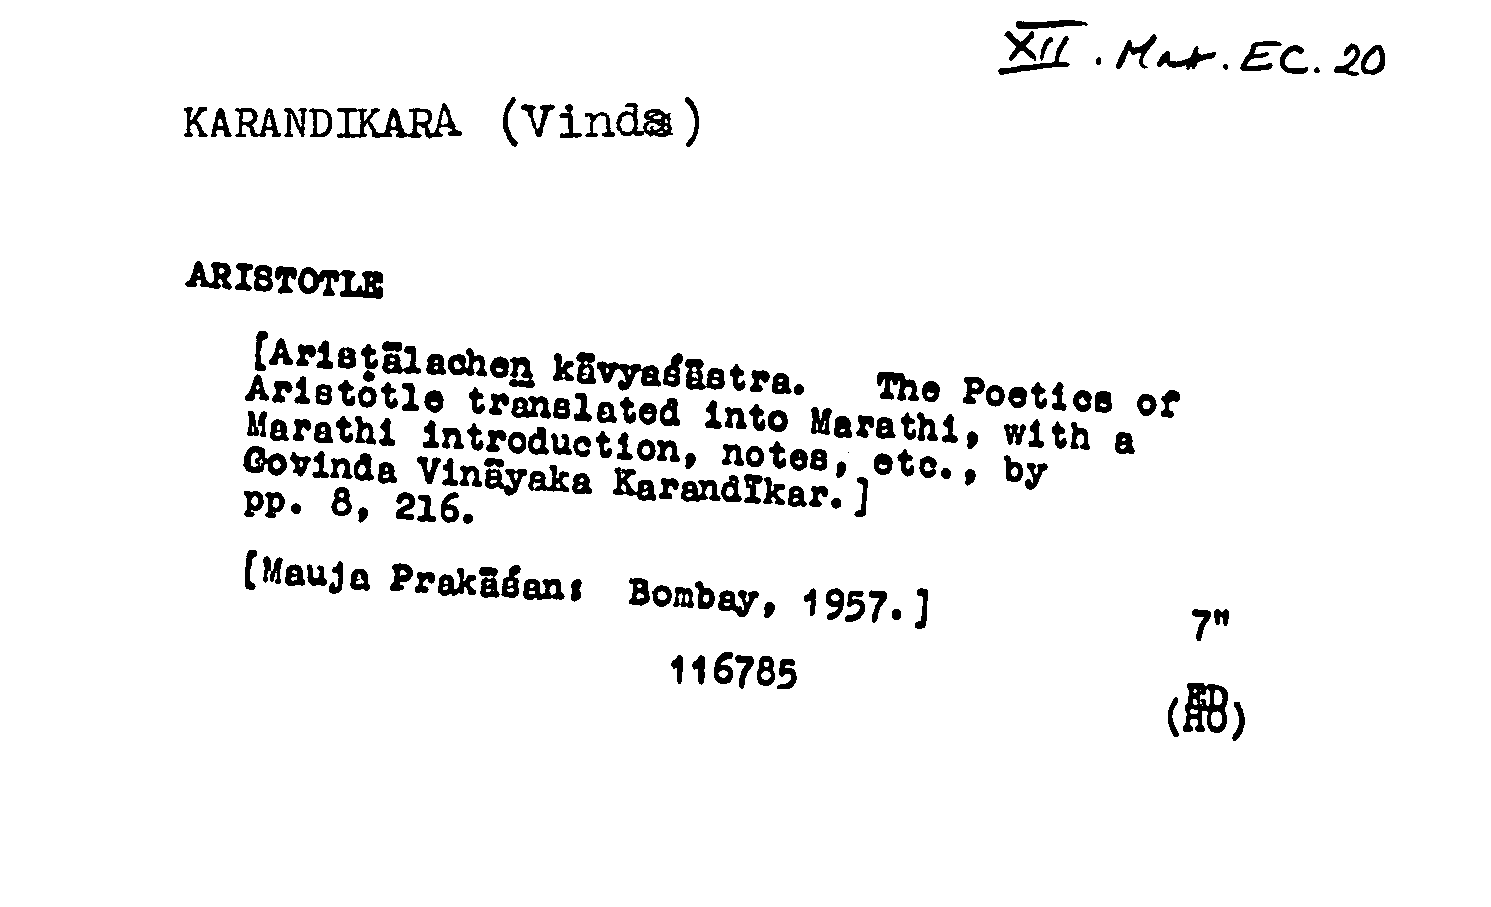 XII . Mar. EC. 20
KARANDIKARA (Vinda)
ARISTOTLE
[Arisṭālachen̲ kāvyaśāstra. The Poetics of
Aristotle translated into Marathi, with a
Marathi introduction, notes, etc., by
Govinda Vināyaka Karandīkar.]
pp. 8, 216.
[Mauja Prakāśan: Bombay, 1957.]
7"
116785
ED
(HO)